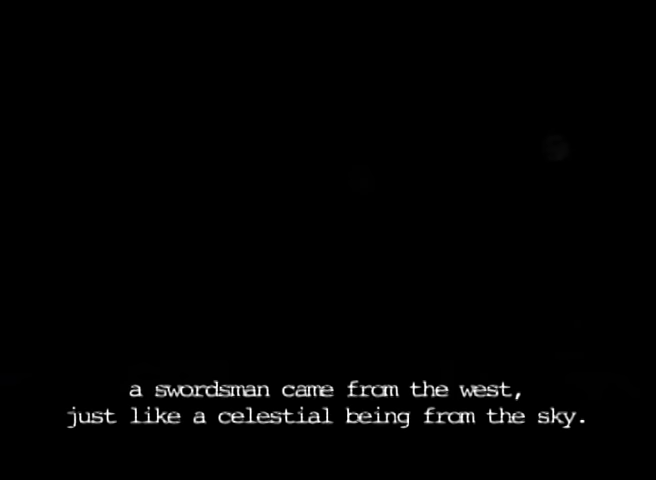 a swordsman came from the west,
just like a celestial being from the sky.